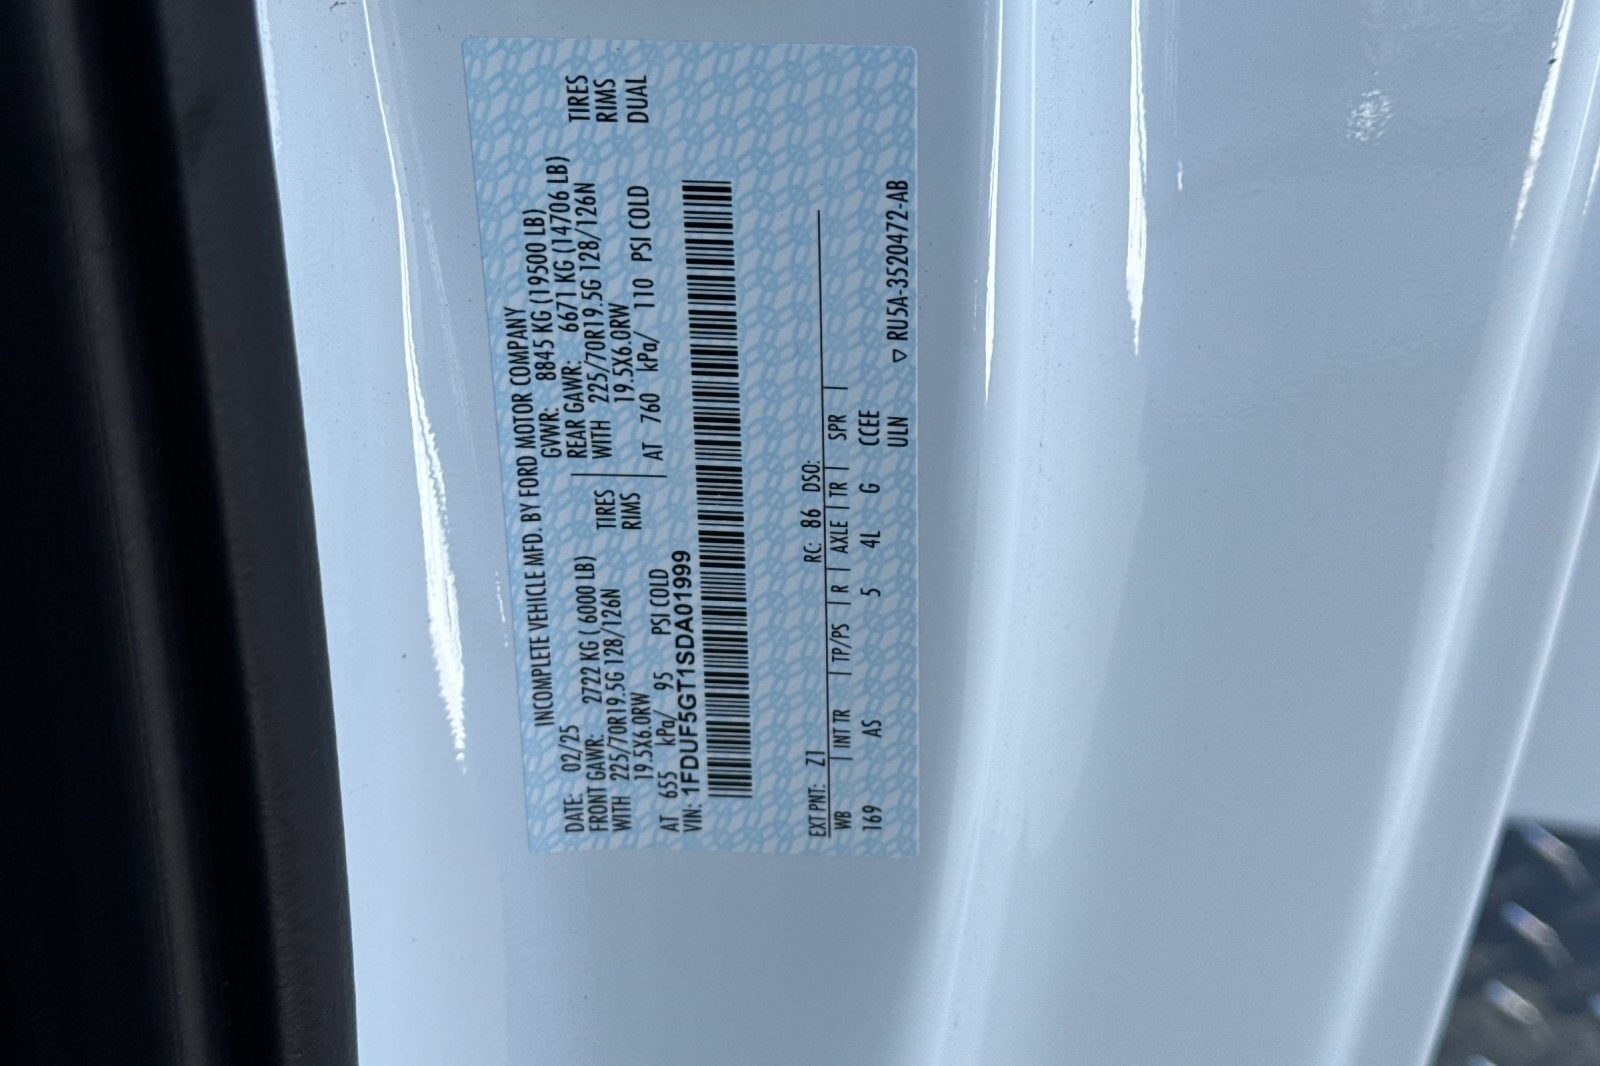 INCOMPLETE VEHICLE MFD. BY FORD MOTOR COMPANY
DATE: 02/25 GVWR: 8845 KG (19500 LB)
FRONT GAWR: 2722 KG ( 6000 LB) REAR GAWR: 6671 KG (14706 LB)
WITH 225/70R19.5G 128/126N TIRES WITH 225/70R19.5G 128/126N TIRES
19.5X6.0RW RIMS 19.5X6.0RW RIMS
AT 655 kPa/ 95 PSI COLD AT 760 kPa/ 110 PSI COLD DUAL
VIN: 1FDUF5GT1SDA01999
EXT PNT: Z1 RC: 86 DSO:
WB | INT TR | TP/PS | R | AXLE | TR | SPR |
169 AS 5 4L G CCEE
ULN ▽ RU5A-3520472-AB